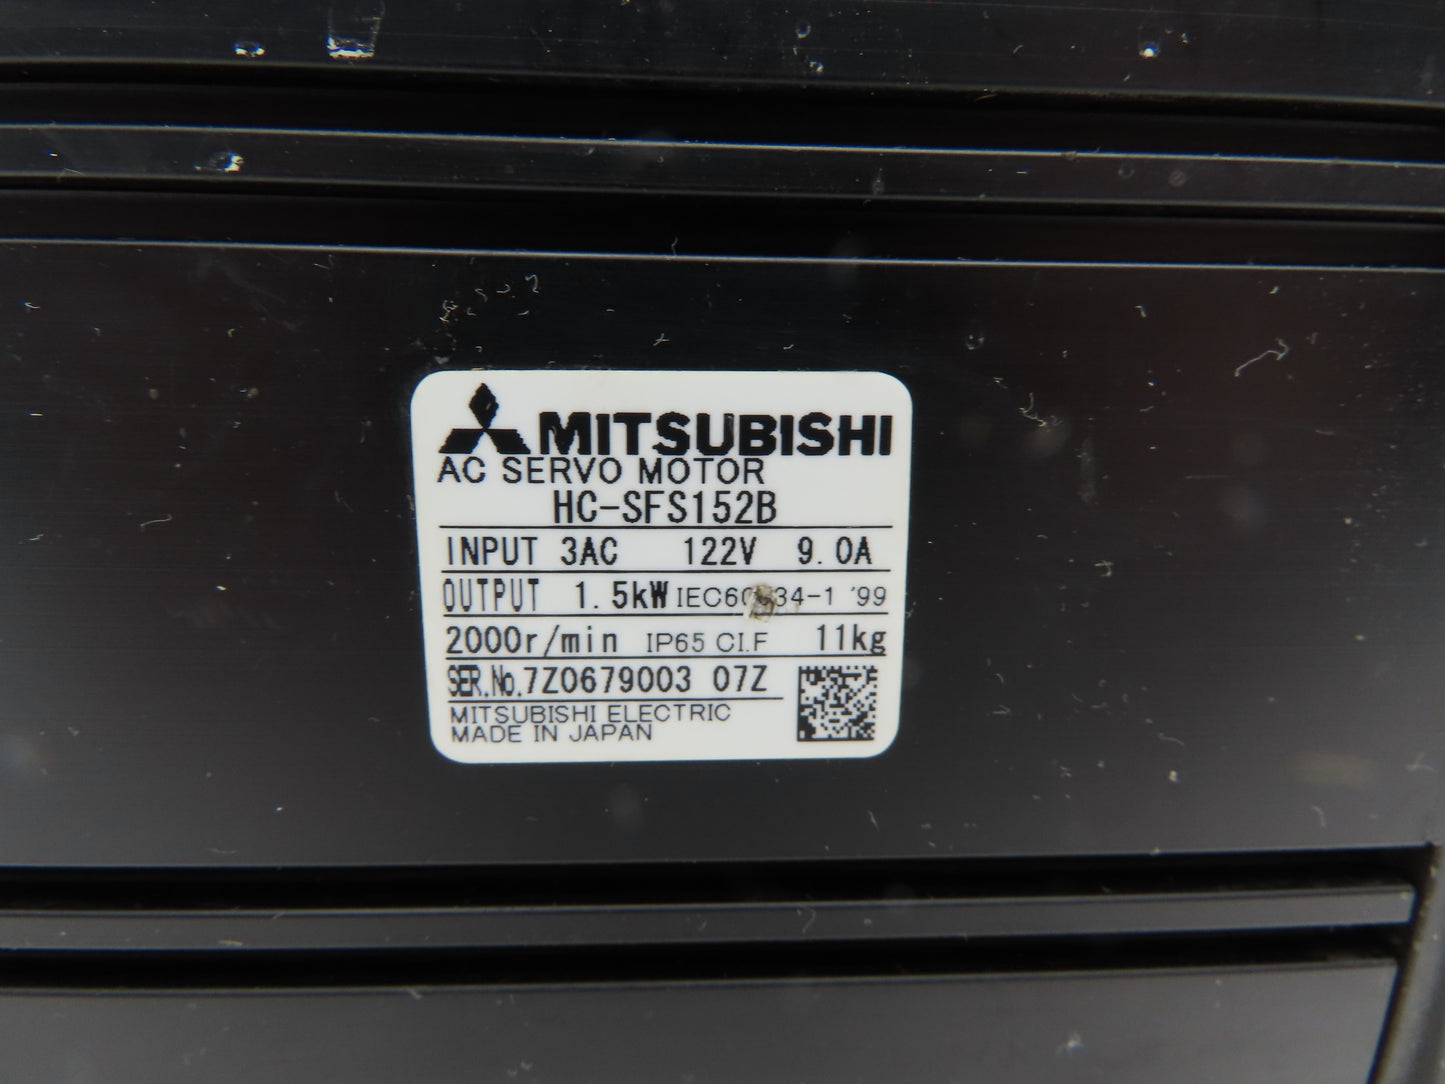 MITSUBISHI
AC SERVO MOTOR
HC-SFS152B
INPUT 3AC 122V 9.0A
OUTPUT 1.5kW '99
2000r/min IP65 CI.F 11kg
SER.No.7Z0679003 07Z
MITSUBISHI ELECTRIC
MADE IN JAPAN